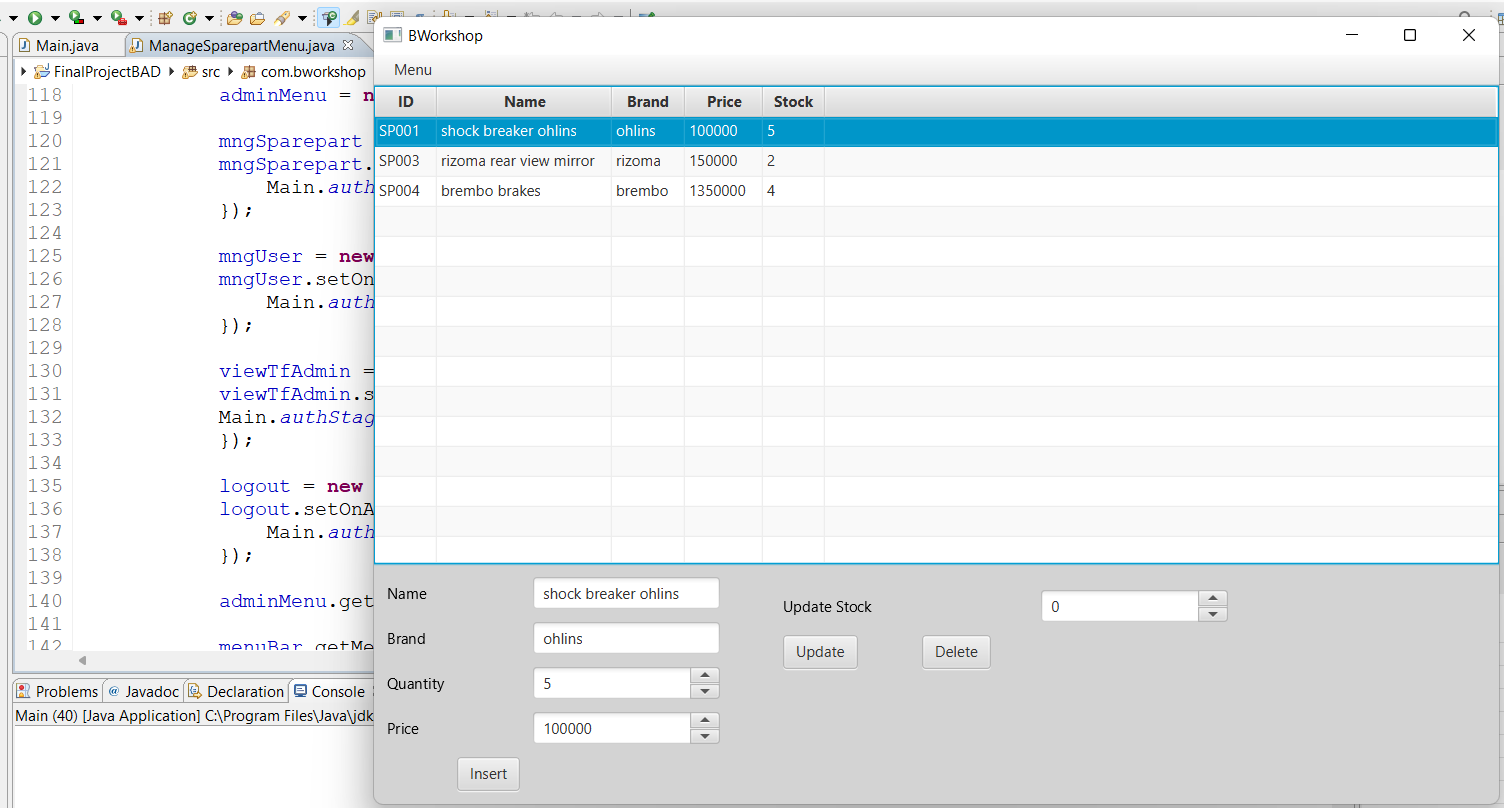 Main.java
ManageSparepartMenu.java
FinalProjectBAD
src
com.bworkshop
118 adminMenu = n
119
120 mngSparepart
121 mngSparepart.
122 Main.auth
123 });
124
125 mngUser = new
126 mngUser.setOn
127 Main.auth
128 });
129
130 viewTfAdmin =
131 viewTfAdmin.s
132 Main.authStag
133 });
134
135 logout = new
136 logout.setOnA
137 Main.auth
138 });
139
140 adminMenu.get
141
142 menuBar.getMe
Problems @ Javadoc Declaration Console
Main (40) [Java Application] C:\Program Files\Java\jdk
BWorkshop
Menu
ID Name Brand Price Stock
SP001 shock breaker ohlins ohlins 100000 5
SP003 rizoma rear view mirror rizoma 150000 2
SP004 brembo brakes brembo 1350000 4
Name shock breaker ohlins
Brand ohlins
Quantity 5
Price 100000
Insert
Update Stock 0
Update Delete